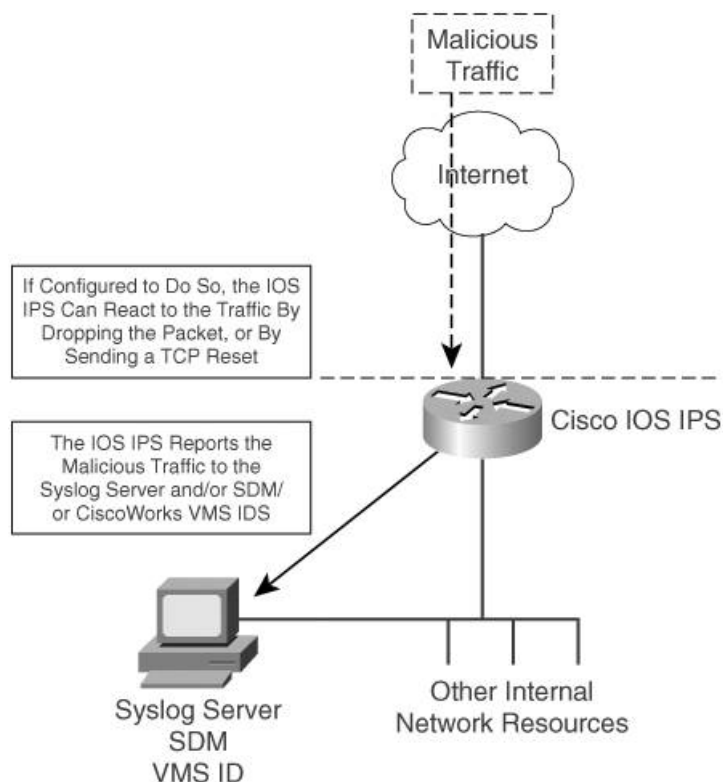 Malicious
Traffic
Internet
If Configured to Do So, the IOS
IPS Can React to the Traffic By
Dropping the Packet, or By
Sending a TCP Reset
Cisco IOS IPS
The IOS IPS Reports the
Malicious Traffic to the
Syslog Server and/or SDM/
or CiscoWorks VMS IDS
Syslog Server
SDM
VMS ID
Other Internal
Network Resources